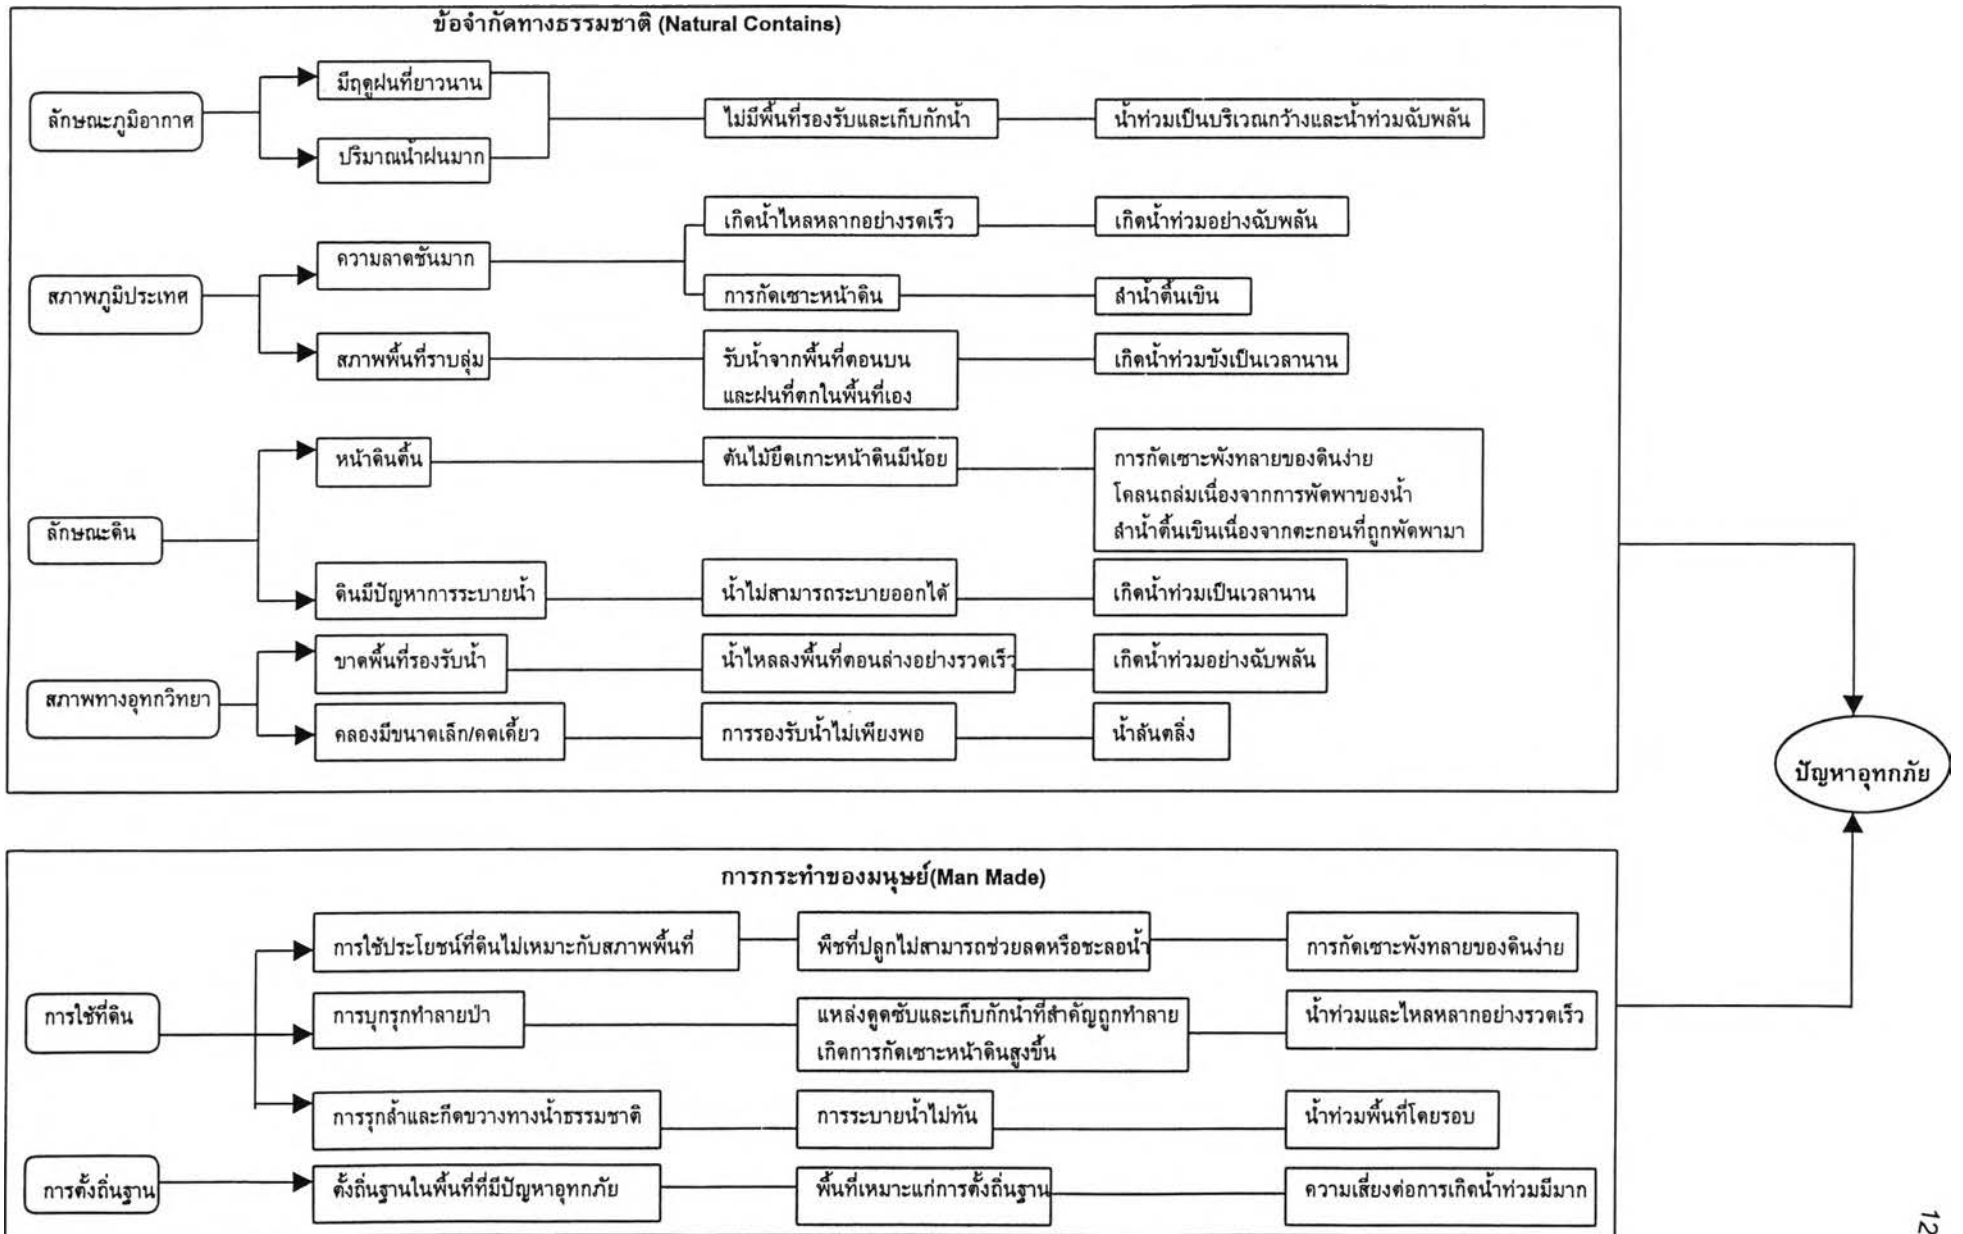 ข้อจำกัดทางธรรมชาติ (Natural Contains)
ลักษณะภูมิอากาศ
มีฤดูฝนที่ยาวนาน
ปริมาณน้ำฝนมาก
ไม่มีพื้นที่รองรับและเก็บกักน้ำ
น้ำท่วมเป็นบริเวณกว้างและน้ำท่วมฉับพลัน
สภาพภูมิประเทศ
ความลาดชันมาก
เกิดน้ำไหลหลากอย่างรดเร็ว
เกิดน้ำท่วมอย่างฉับพลัน
การกัดเซาะหน้าดิน
ลำน้ำตื้นเขิน
สภาพพื้นที่ราบลุ่ม
รับน้ำจากพื้นที่ตอนบน
และฝนที่ตกในพื้นที่เอง
เกิดน้ำท่วมขังเป็นเวลานาน
ลักษณะดิน
หน้าดินตื้น
ต้นไม้ยึดเกาะหน้าดินมีน้อย
การกัดเซาะพังทลายของดินง่าย
โคลนถล่มเนื่องจากการพัดพาของน้ำ
ลำน้ำตื้นเขินเนื่องจากตะกอนที่ถูกพัดพามา
ดินมีปัญหาการระบายน้ำ
น้ำไม่สามารถระบายออกได้
เกิดน้ำท่วมเป็นเวลานาน
สภาพทางอุทกวิทยา
ขาดพื้นที่รองรับน้ำ
น้ำไหลลงพื้นที่ตอนล่างอย่างรวดเร็ว
เกิดน้ำท่วมอย่างฉับพลัน
คลองมีขนาดเล็ก/คดเคี้ยว
การรองรับน้ำไม่เพียงพอ
น้ำล้นตลิ่ง
ปัญหาอุทกภัย
การกระทำของมนุษย์(Man Made)
การใช้ที่ดิน
การใช้ประโยชน์ที่ดินไม่เหมาะกับสภาพพื้นที่
พืชที่ปลูกไม่สามารถช่วยลดหรือชะลอน้ำ
การกัดเซาะพังทลายของดินง่าย
การบุกรุกทำลายป่า
แหล่งดูดซับและเก็บกักน้ำที่สำคัญถูกทำลาย
เกิดการกัดเซาะหน้าดินสูงขึ้น
น้ำท่วมและไหลหลากอย่างรวดเร็ว
การรุกล้ำและกีดขวางทางน้ำธรรมชาติ
การระบายน้ำไม่ทัน
น้ำท่วมพื้นที่โดยรอบ
การตั้งถิ่นฐาน
ตั้งถิ่นฐานในพื้นที่ที่มีปัญหาอุทกภัย
พื้นที่เหมาะแก่การตั้งถิ่นฐาน
ความเสี่ยงต่อการเกิดน้ำท่วมมีมาก